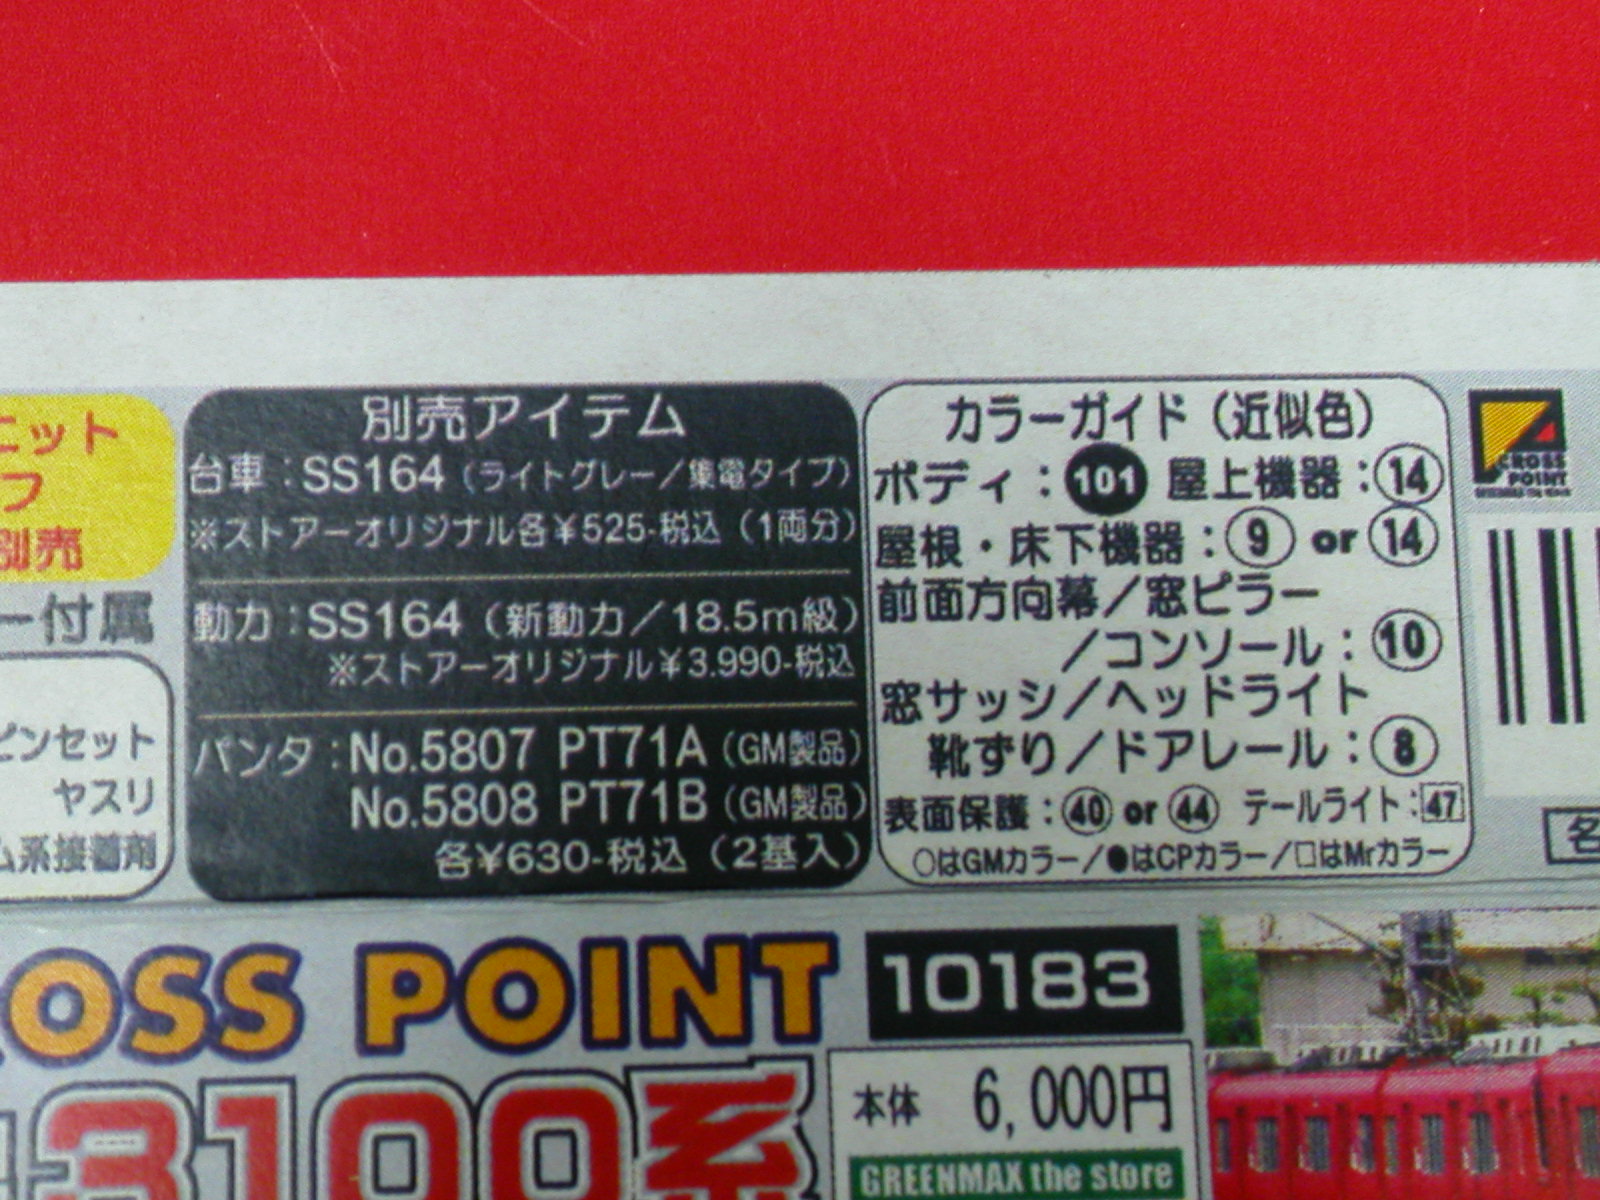 ニット
フ
別売
ー付属
ピンセット
ヤスリ
ム系接着剤
別売アイテム
台車：SS164（ライトグレー／集電タイプ）
※ストアーオリジナル各¥525-税込（1両分）
動力：SS164（新動力／18.5m級）
※ストアーオリジナル¥3.990-税込
パンタ：No.5807 PT71A（GM製品）
No.5808 PT71B（GM製品）
各¥630-税込（2基入）
カラーガイド（近似色）
ボディ：101 屋上機器：14
屋根・床下機器：9 or 14
前面方向幕／窓ピラー
／コンソール：10
窓サッシ／ヘッドライト
靴ずり／ドアレール：8
表面保護：40 or 44 テールライト：47
○はGMカラー／●はCPカラー／□はMrカラー
CROSS
POINT
名
ROSS POINT
10183
3100系
本体 6,000円
GREENMAX the store